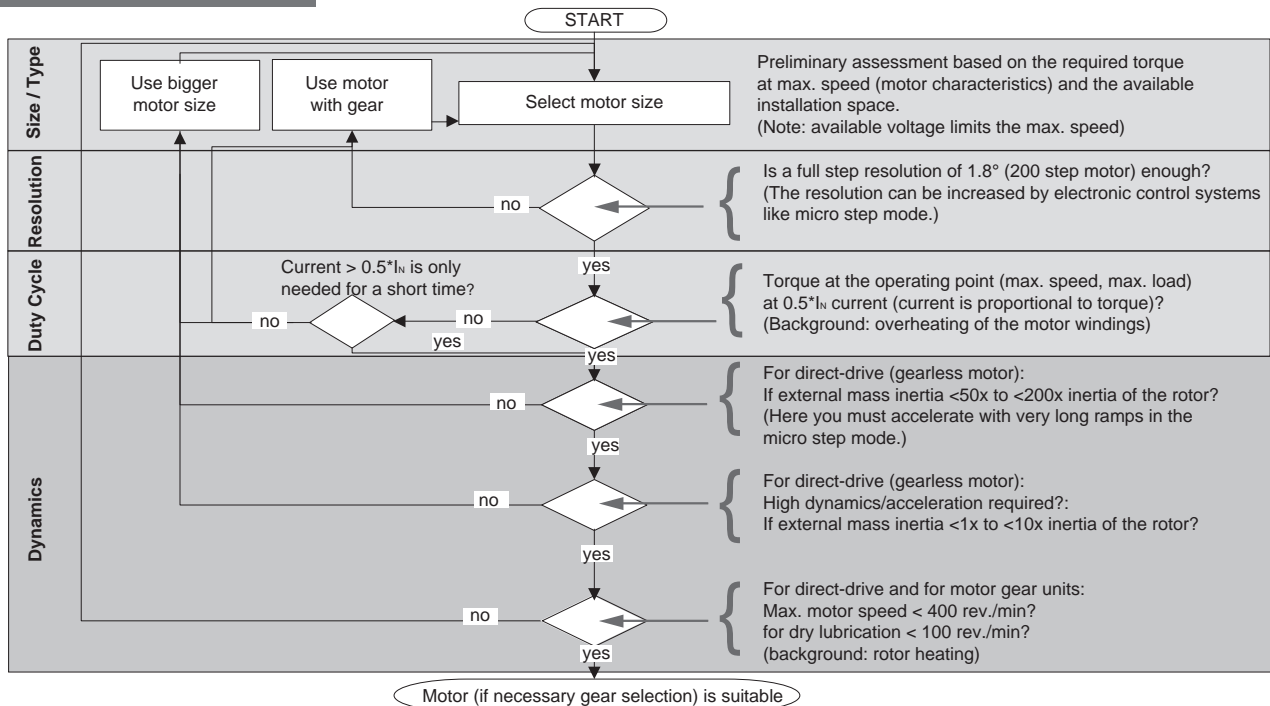 START
Size / Type
Use bigger
motor size
Use motor
with gear
Select motor size
Preliminary assessment based on the required torque
at max. speed (motor characteristics) and the available
installation space.
(Note: available voltage limits the max. speed)
Resolution
no
Is a full step resolution of 1.8° (200 step motor) enough?
(The resolution can be increased by electronic control systems
like micro step mode.)
yes
Duty Cycle
Current > 0.5*IN is only
needed for a short time?
no
no
yes
Torque at the operating point (max. speed, max. load)
at 0.5*IN current (current is proportional to torque)?
(Background: overheating of the motor windings)
yes
Dynamics
no
For direct-drive (gearless motor):
If external mass inertia <50x to <200x inertia of the rotor?
(Here you must accelerate with very long ramps in the
micro step mode.)
yes
no
For direct-drive (gearless motor):
High dynamics/acceleration required?:
If external mass inertia <1x to <10x inertia of the rotor?
yes
no
For direct-drive and for motor gear units:
Max. motor speed < 400 rev./min?
for dry lubrication < 100 rev./min?
(background: rotor heating)
yes
Motor (if necessary gear selection) is suitable